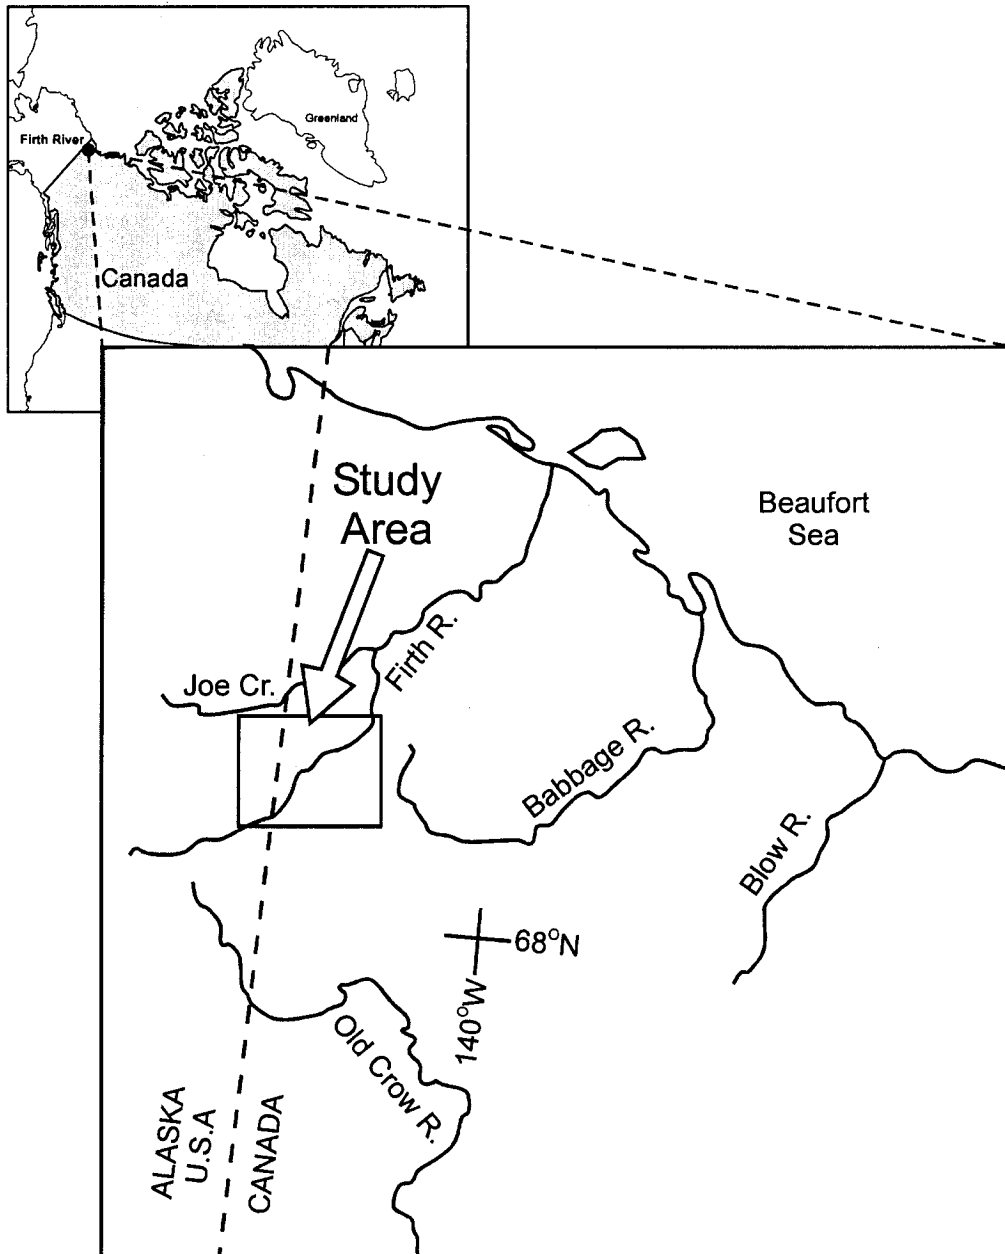 Greenland
Firth River
Canada
Study
Area
Beaufort
Sea
Firth R.
Joe Cr.
Babbage R.
Blow R.
68°N
140°W
Old Crow R.
ALASKA
U.S.A
CANADA